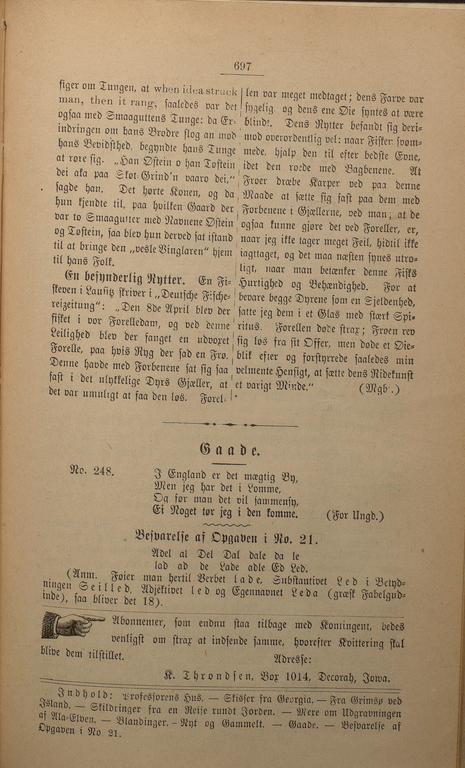 697
siger om Tungen, at when idea struck
man, then it rang, saaledes var det
ogsaa med Smaaguttens Tunge: da Er-
indringen om hans Brodre slog an mod
hans Bevidsthed, begyndte hans Tunge
at røre sig. „Han Østein o han Tostein
dei aka paa Skot Grind'n vaaro dei,“
sagde han. Det hørte Konen, og da
hun kjendte til, paa hvilken Gaard der
var to Smaagutter med Navnene Østein
og Tostein, saa blev hun derved sat istand
til at bringe den „vesle Vinglaren“ hjem
til hans Folk.
En besynderlig Rytter. En Fi-
skeven i Lausitz skriver i „Deutsche Fische-
reizeitung“: „Den 8de April blev der
fisket i vor Forelledam, og ved denne
Leilighed blev der fanget en udvoxet
Forelle, paa hvis Ryg der sad en Frø.
Denne havde med Forbenene sat sig saa
fast i det ulykkelige Dyrs Gjæller, at
det var umuligt at faa den løs. Forel-
len var meget medtaget; dens Farve var
sygelig og dens ene Øie syntes at være
blindt. Dens Rytter befandt sig deri-
mod overordentlig vel: naar Fisken svøm-
mede, hjalp den til efter bedste Evne,
idet den roede med Bagbenene. At
Frøer dræbe Karper ved paa denne
Maade at sætte sig fast paa dem med
Forbenene i Gjællerne, ved man; at de
ogsaa kunne gjøre det ved Foreller, er,
naar jeg ikke tager meget Feil, hidtil ikke
iagttaget, og det maa næsten synes utro-
ligt, naar man betænker denne Fisks
Hurtighed og Behændighed. For at
bevare begge Dyrene som en Sjeldenhed,
satte jeg dem i et Glas med stærk Spi-
ritus. Forellen døde strax; Frøen rev
sig løs fra sit Offer, men døde et Øie-
blik efter og forstyrrede saaledes min
velmente Hensigt, at sætte dens Ridekunst
et varigt Minde.“ (Mgb.)
Gaade.
No. 248. I England er det mægtig By,
Men jeg har det i Lomme,
Og før man det vil sammensy,
Ei Noget tør jeg i den komme. (For Ungd.)
Besvarelse af Opgaven i No. 21.
Adel al Del Dal dale da le
lad ad de Lade adle Ed Led.
(Anm. Føier man hertil Verbet lade, Substantivet Led i Betyd-
ningen Seilled, Adjektivet led og Egennavnet Leda (græsk Fabelgud-
inde), saa bliver det 18).
Abonnenter, som endnu staa tilbage med Kontingent, bedes
venligst om strax at indsende samme, hvorefter Kvittering skal
blive dem tilstillet. Adresse:
K. Throndsen, Box 1014, Decorah, Iowa.
Indhold: Professorens Hus. — Skisser fra Georgia. — Fra Grimsø ved
Island. — Skildringer fra en Reise rundt Jorden. — Mere om Udgravningen
af Ala-Elven. — Blandinger. — Nyt og Gammelt. — Gaade. — Besvarelse af
Opgaven i No. 21.